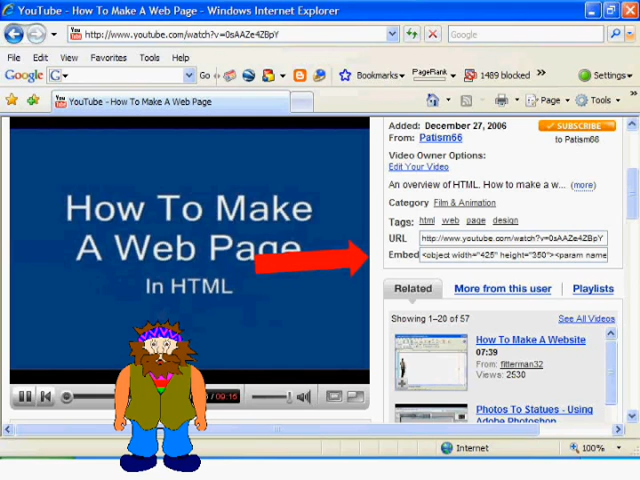 YouTube - How To Make A Web Page - Windows Internet Explorer
http://www.youtube.com/watch?v=0sAAZe4ZBpY
Google
File Edit View Favorites Tools Help
Google G Go Bookmarks PageRank 1489 blocked Settings
YouTube - How To Make A Web Page
Page Tools
Added: December 27, 2006
SUBSCRIBE
From: Patism66
to Patism66
Video Owner Options:
Edit Your Video
An overview of HTML. How to make a w... (more)
Category Film & Animation
Tags: html web page design
URL http://www.youtube.com/watch?v=0sAAZe4ZBpY
Embed <object width="425" height="350"><param name
How To Make
A Web Page
In HTML
Related More from this user Playlists
Showing 1-20 of 57 See All Videos
How To Make A Website
07:39
From: fitterman32
Views: 2530
Photos To Statues - Using
Adobe Photoshop
09:15
Internet 100%